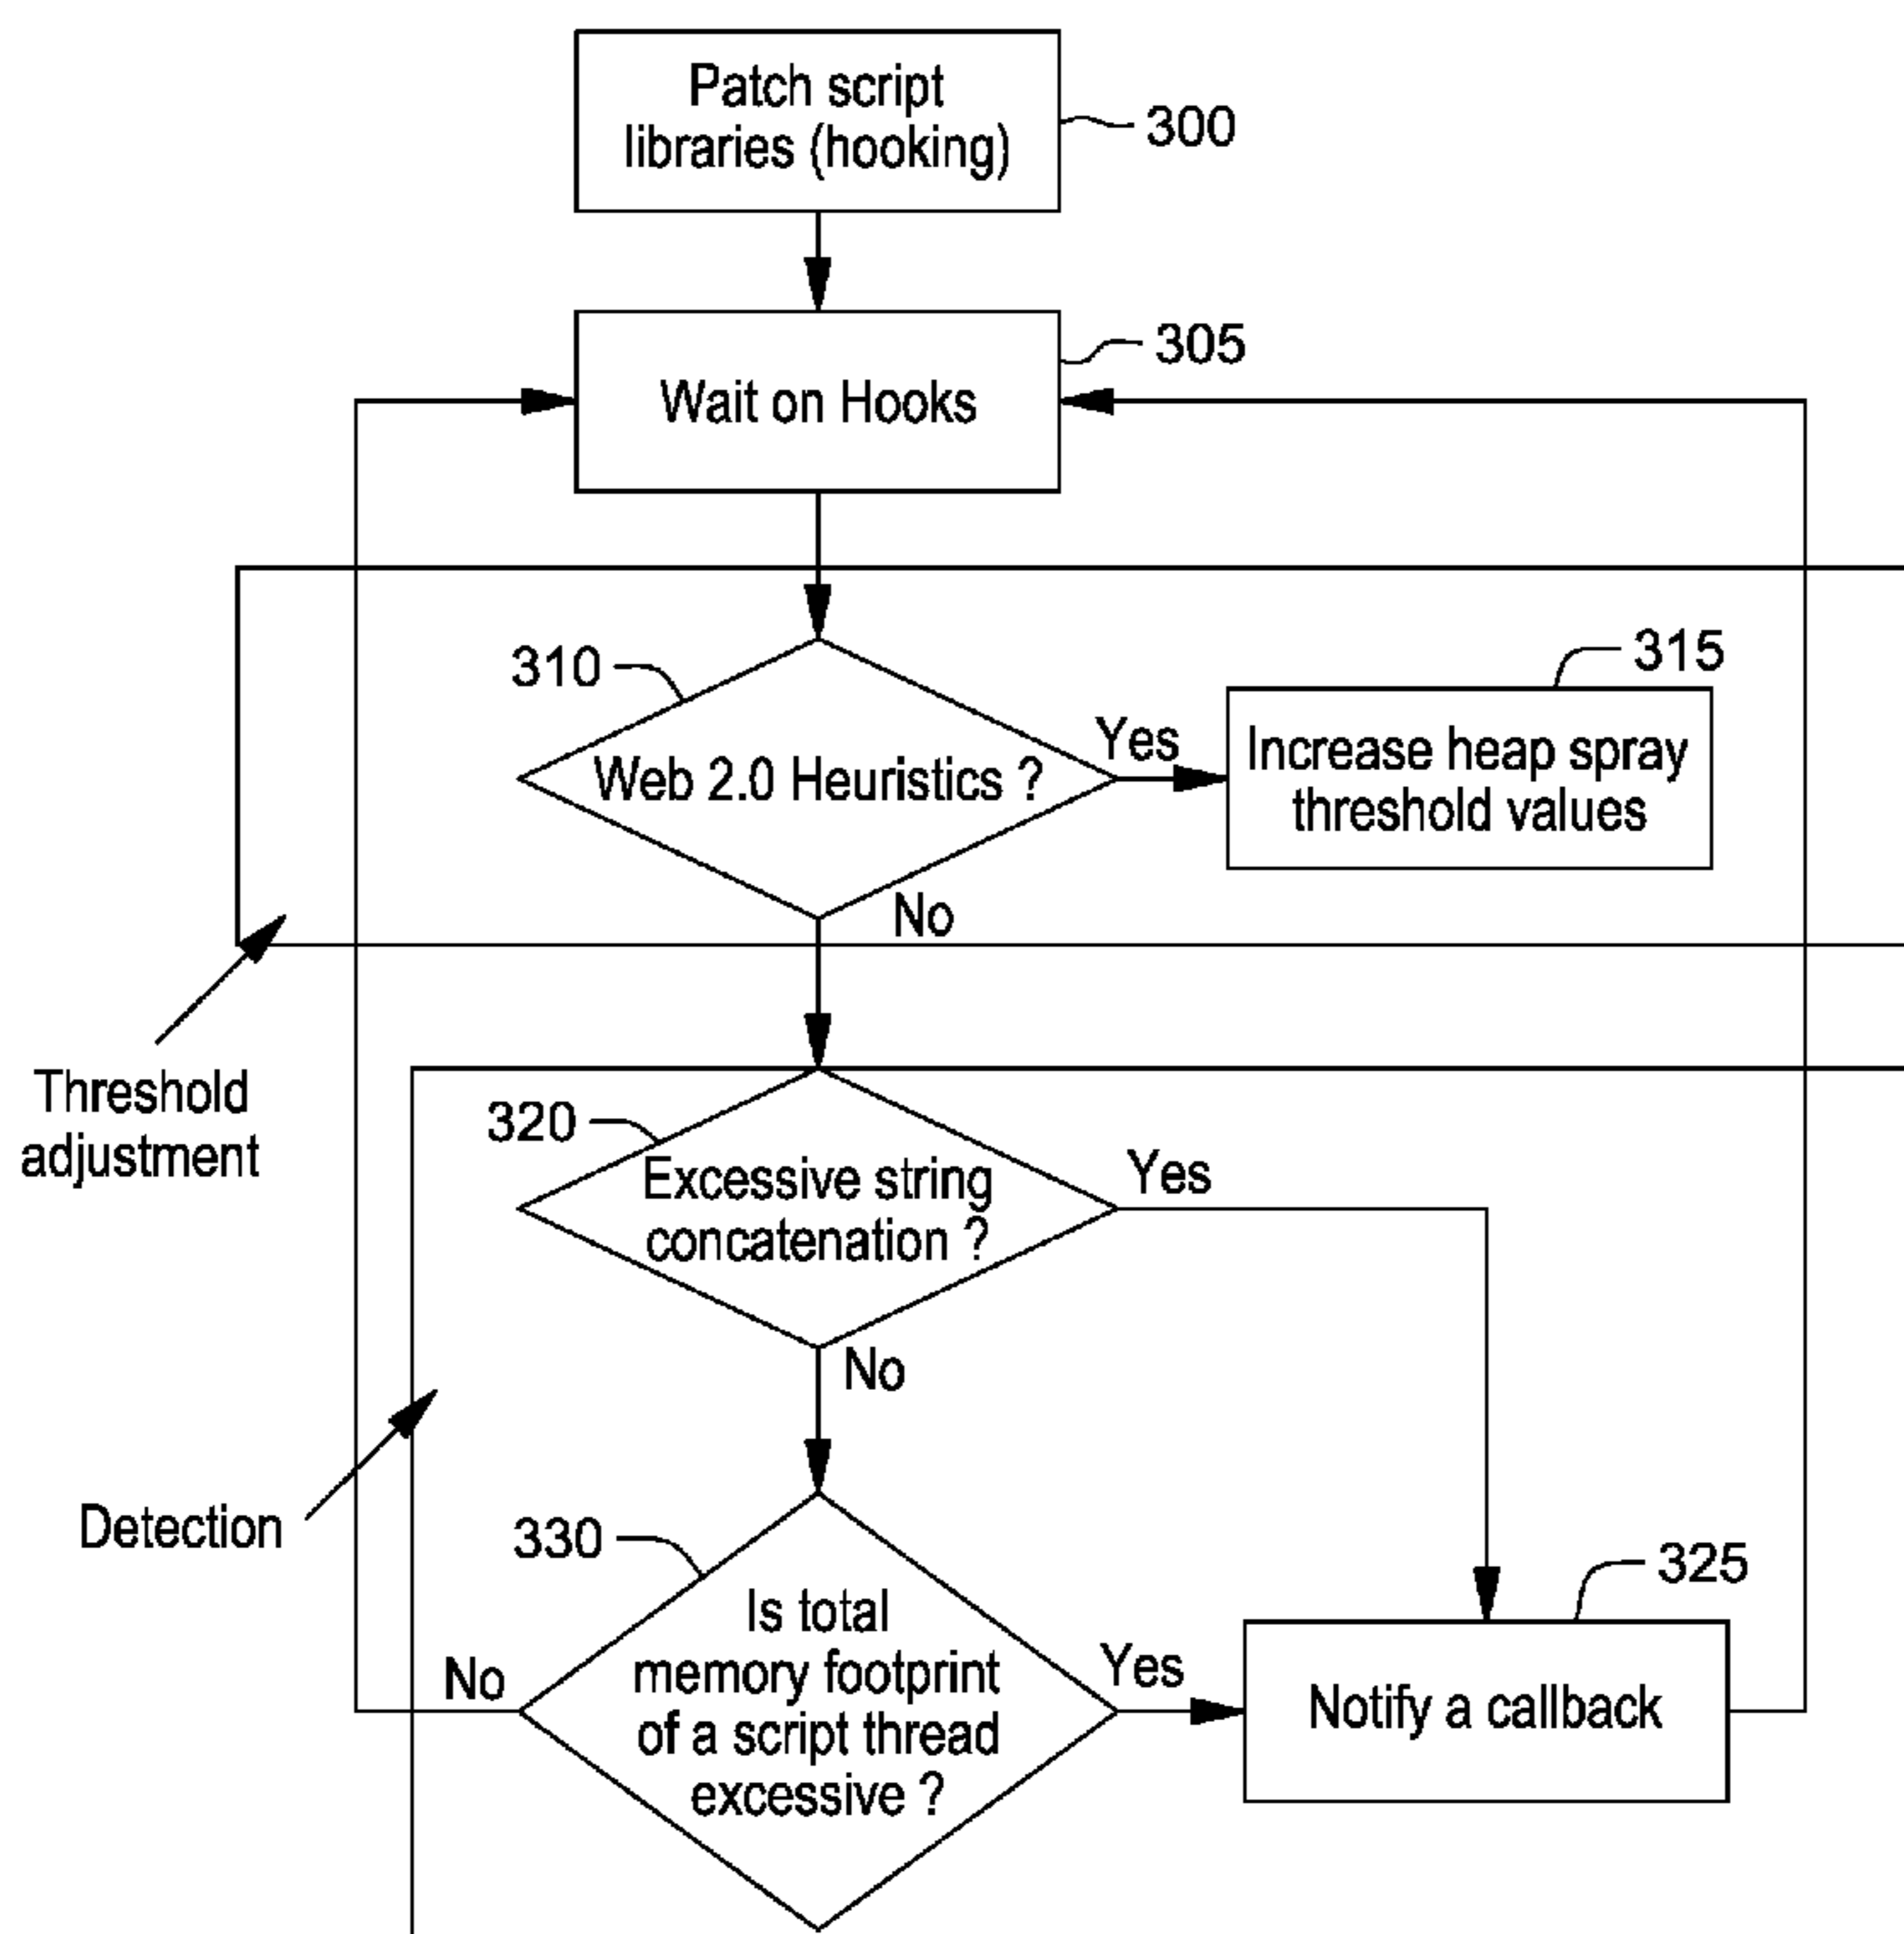 Patch script
libraries (hooking)
300
305
Wait on Hooks
310
315
Web 2.0 Heuristics ?
Yes
Increase heap spray
threshold values
No
Threshold
adjustment
320
Excessive string
concatenation ?
Yes
No
Detection
330
325
Is total
memory footprint
of a script thread
excessive ?
No
Yes
Notify a callback